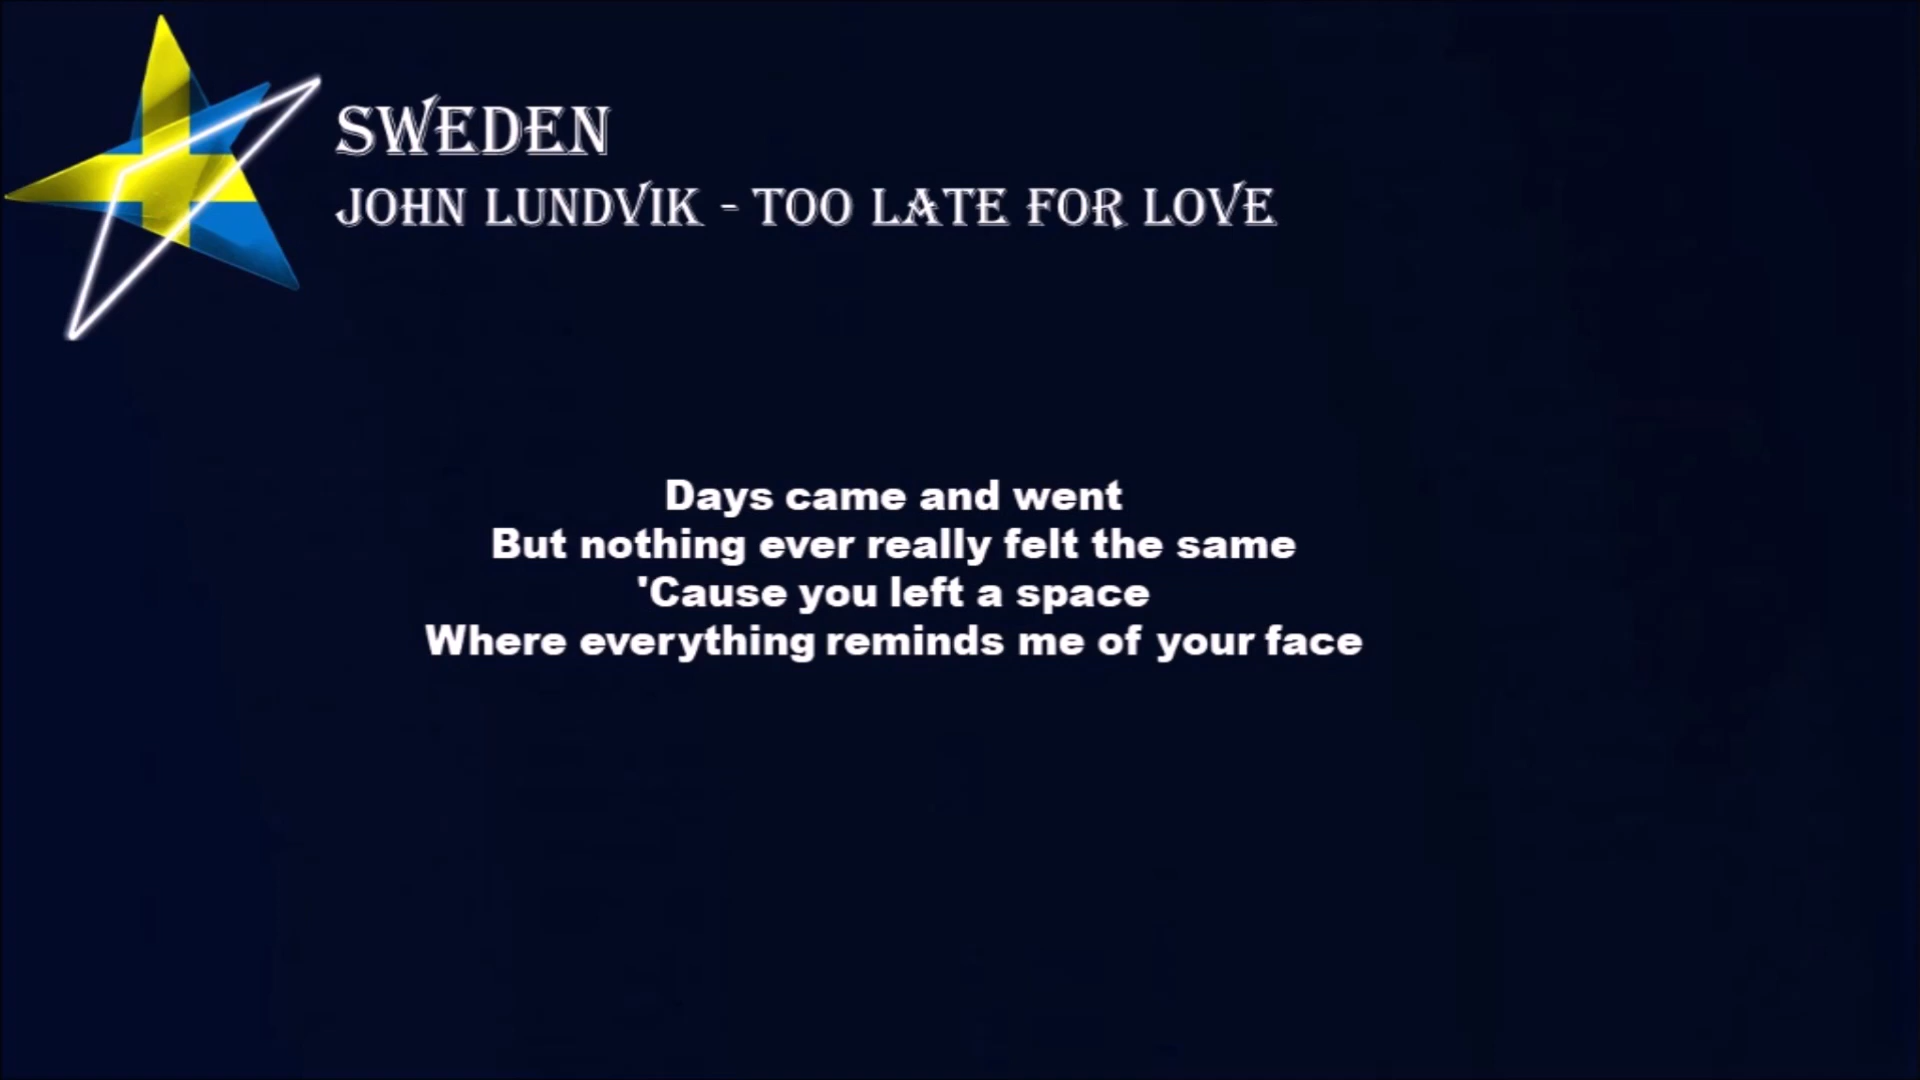 SWEDEN
JOHN LUNDVIK - TOO LATE FOR LOVE
Days came and went
But nothing ever really felt the same
'Cause you left a space
Where everything reminds me of your face